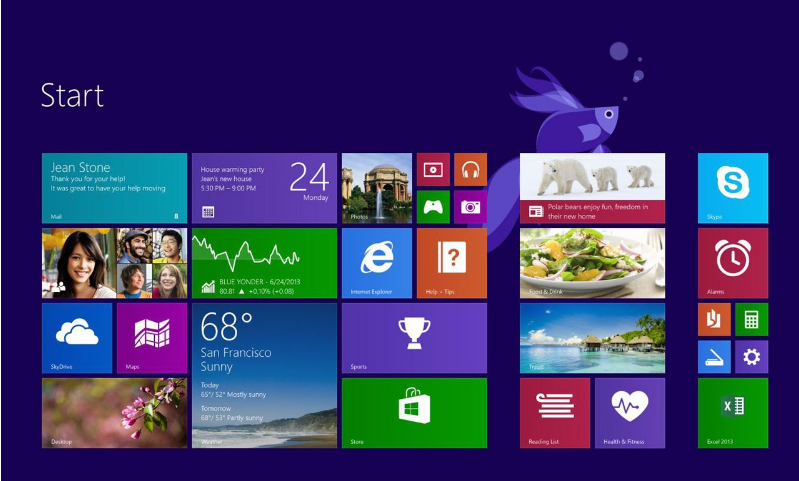 Start
Jean Stone
Thank you for your help!
It was great to have your help moving
Mail
8
House warming party
Jean's new house
5:30 PM – 9:00 PM
24
Monday
Photos
Polar bears enjoy fun, freedom in
their new home
Skype
BLUE YONDER - 6/24/2013
80.81 ▲ +0.10% (+0.08)
Internet Explorer
Help + Tips
Food & Drink
Alarms
SkyDrive
Maps
68°
San Francisco
Sunny
Today
65°/ 52° Mostly sunny
Tomorrow
68°/ 53° Partly sunny
Weather
Sports
Travel
Desktop
Store
Reading List
Health & Fitness
Excel 2013